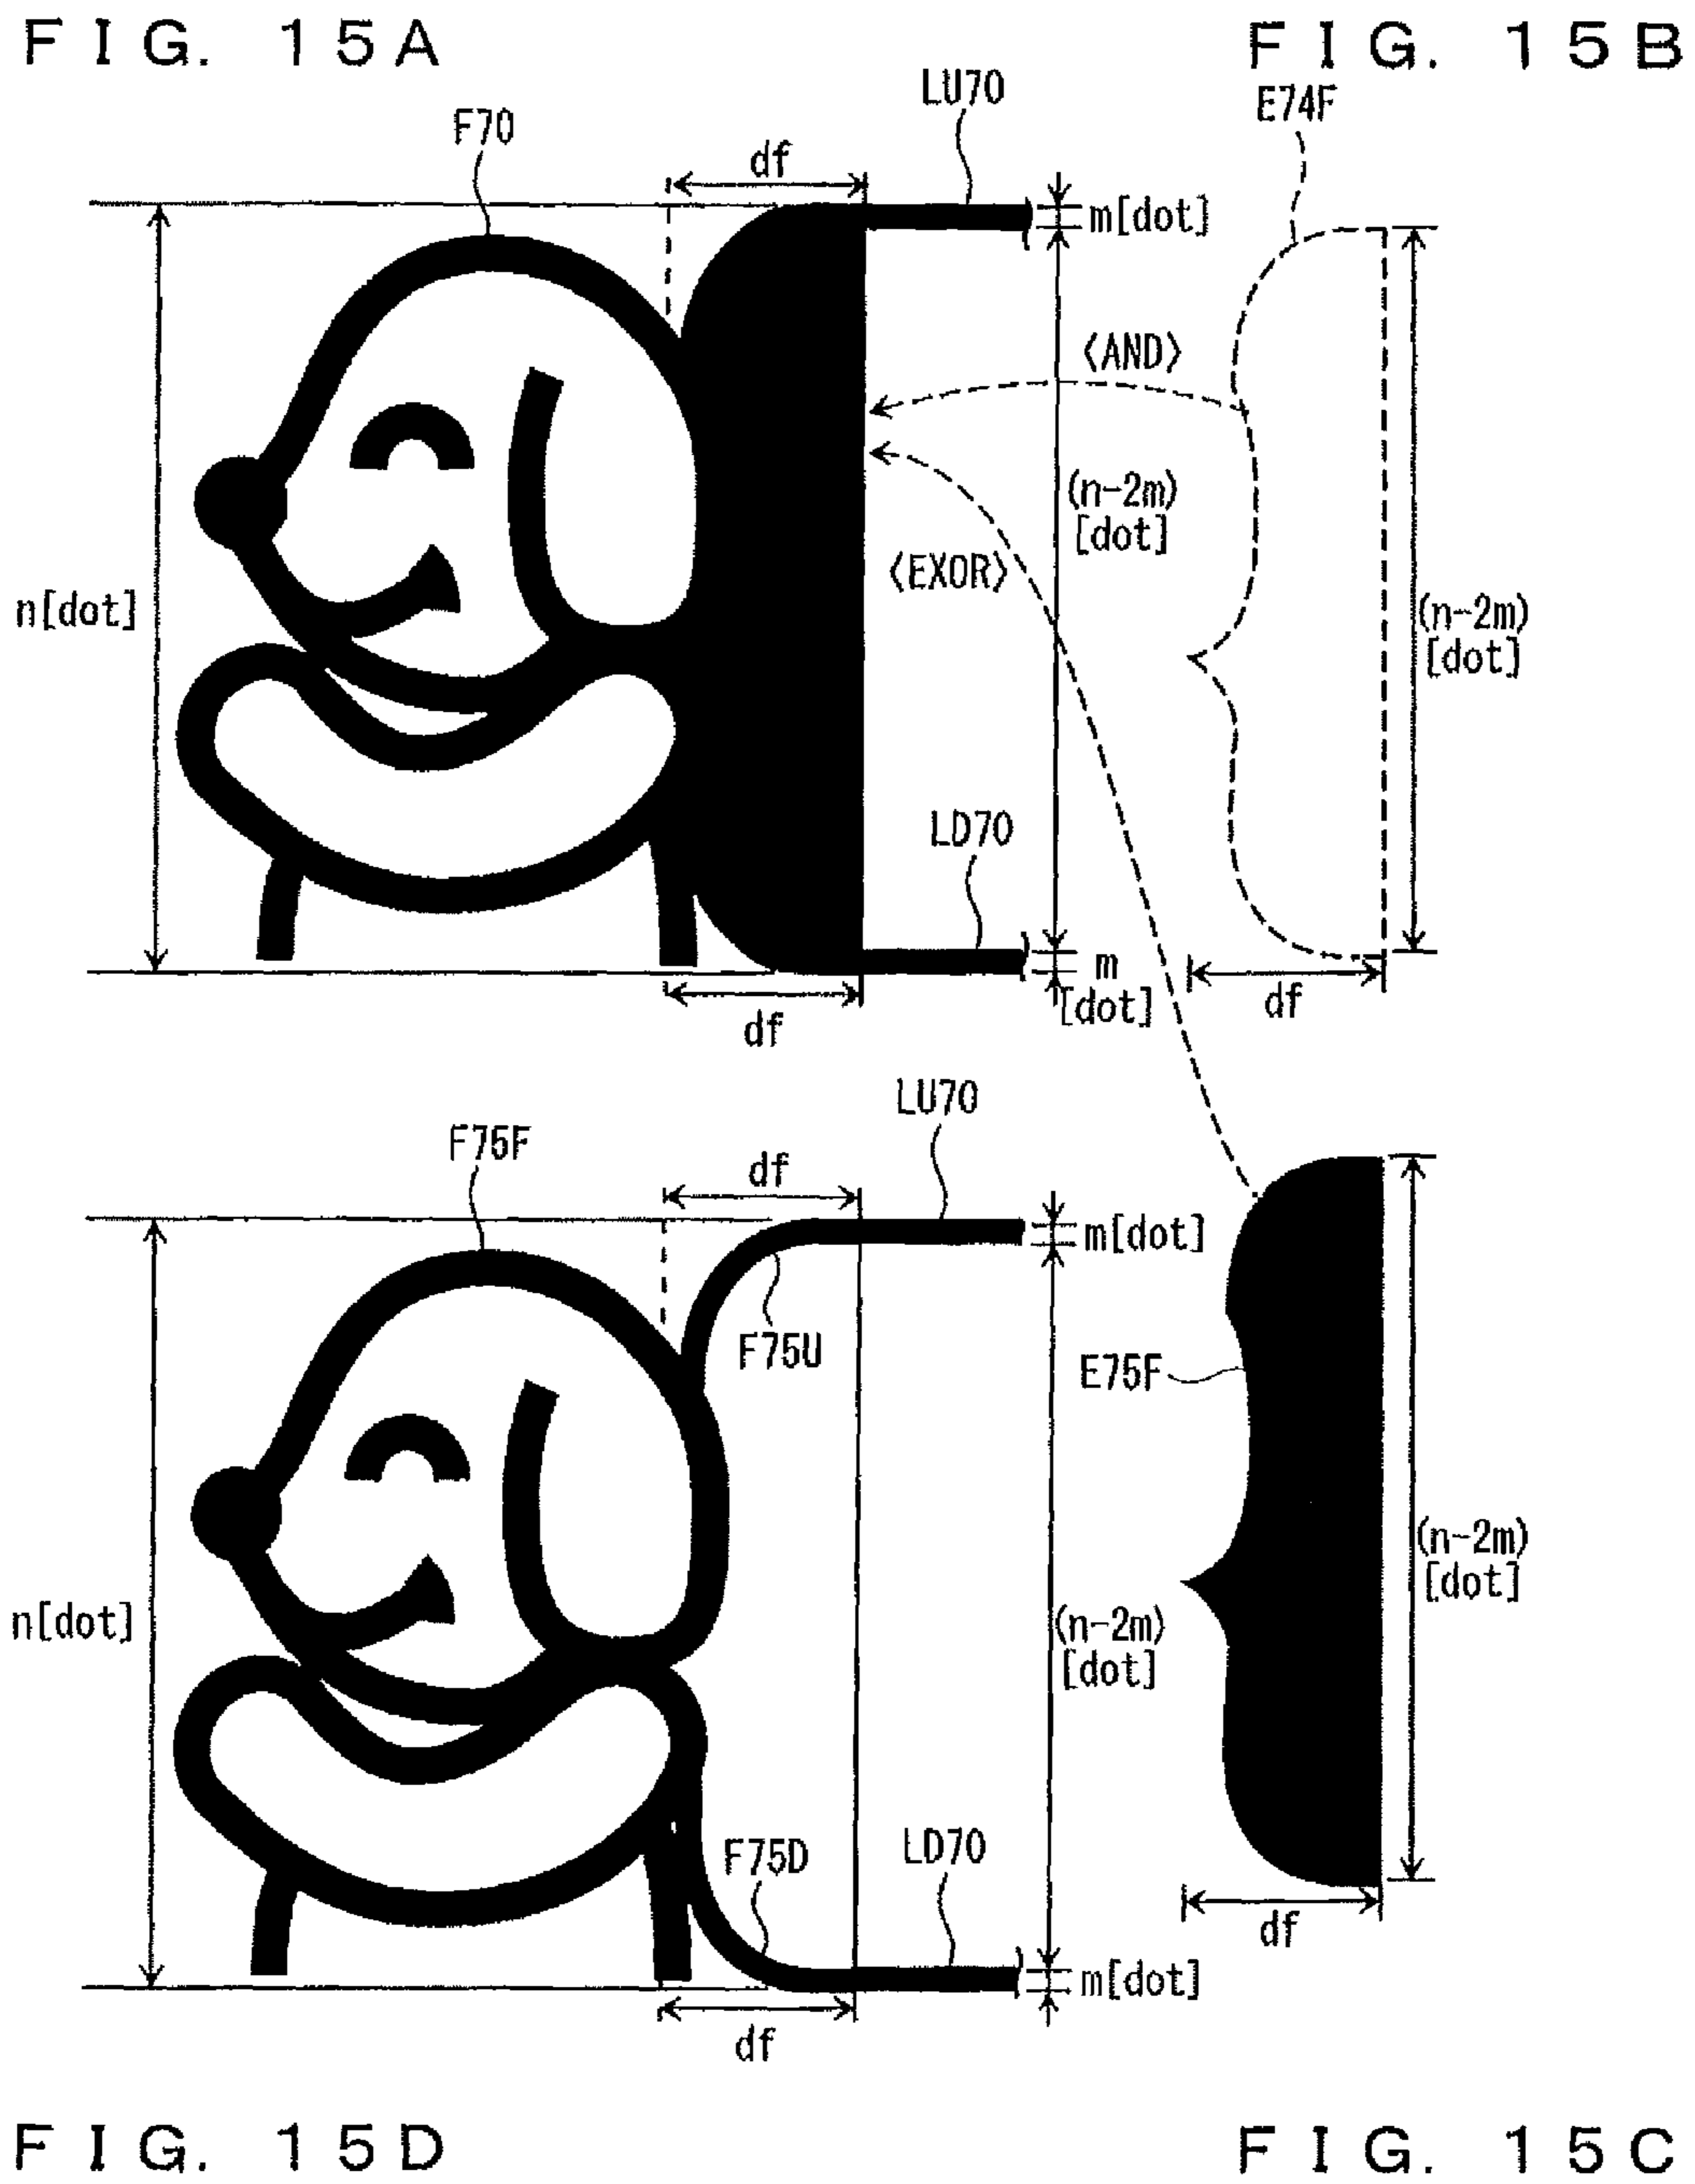 FIG. 15A
FIG. 15B
LU70
E74F
F70
df
m[dot]
<AND>
(n-2m)
[dot]
<EXOR>
n[dot]
(n-2m)
[dot]
LD70
m
[dot]
df
df
LU70
F75F
df
m[dot]
F75U
E75F
(n-2m)
[dot]
n[dot]
(n-2m)
[dot]
F75D
LD70
df
m[dot]
df
FIG. 15D
FIG. 15C